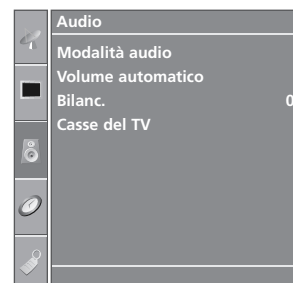 Audio
Modalità audio
Volume automatico
Bilanc. 0
Casse del TV